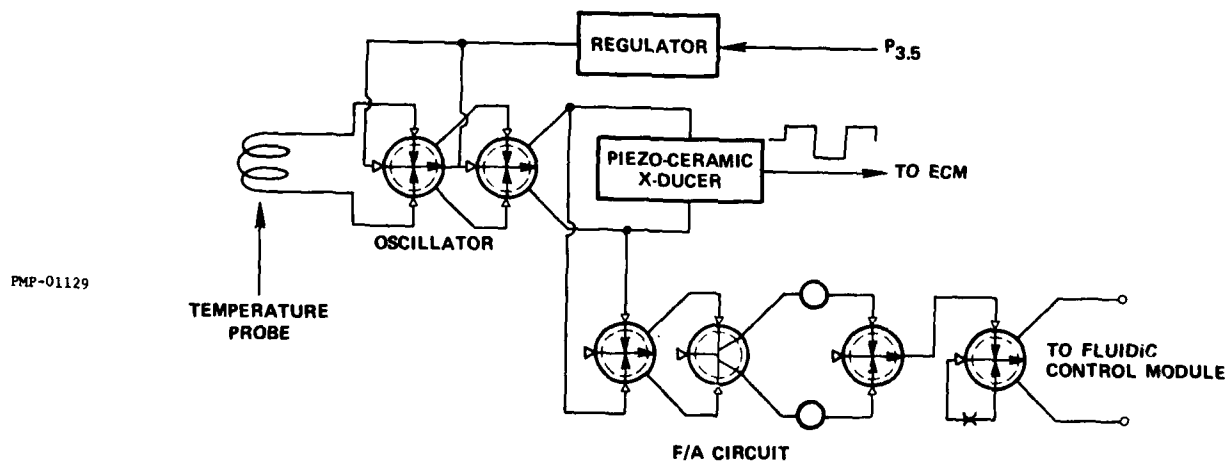 REGULATOR
P3.5
PIEZO-CERAMIC
X-DUCER
TO ECM
OSCILLATOR
PMP-01129
TEMPERATURE
PROBE
TO FLUIDiC
CONTROL MODULE
F/A CIRCUIT